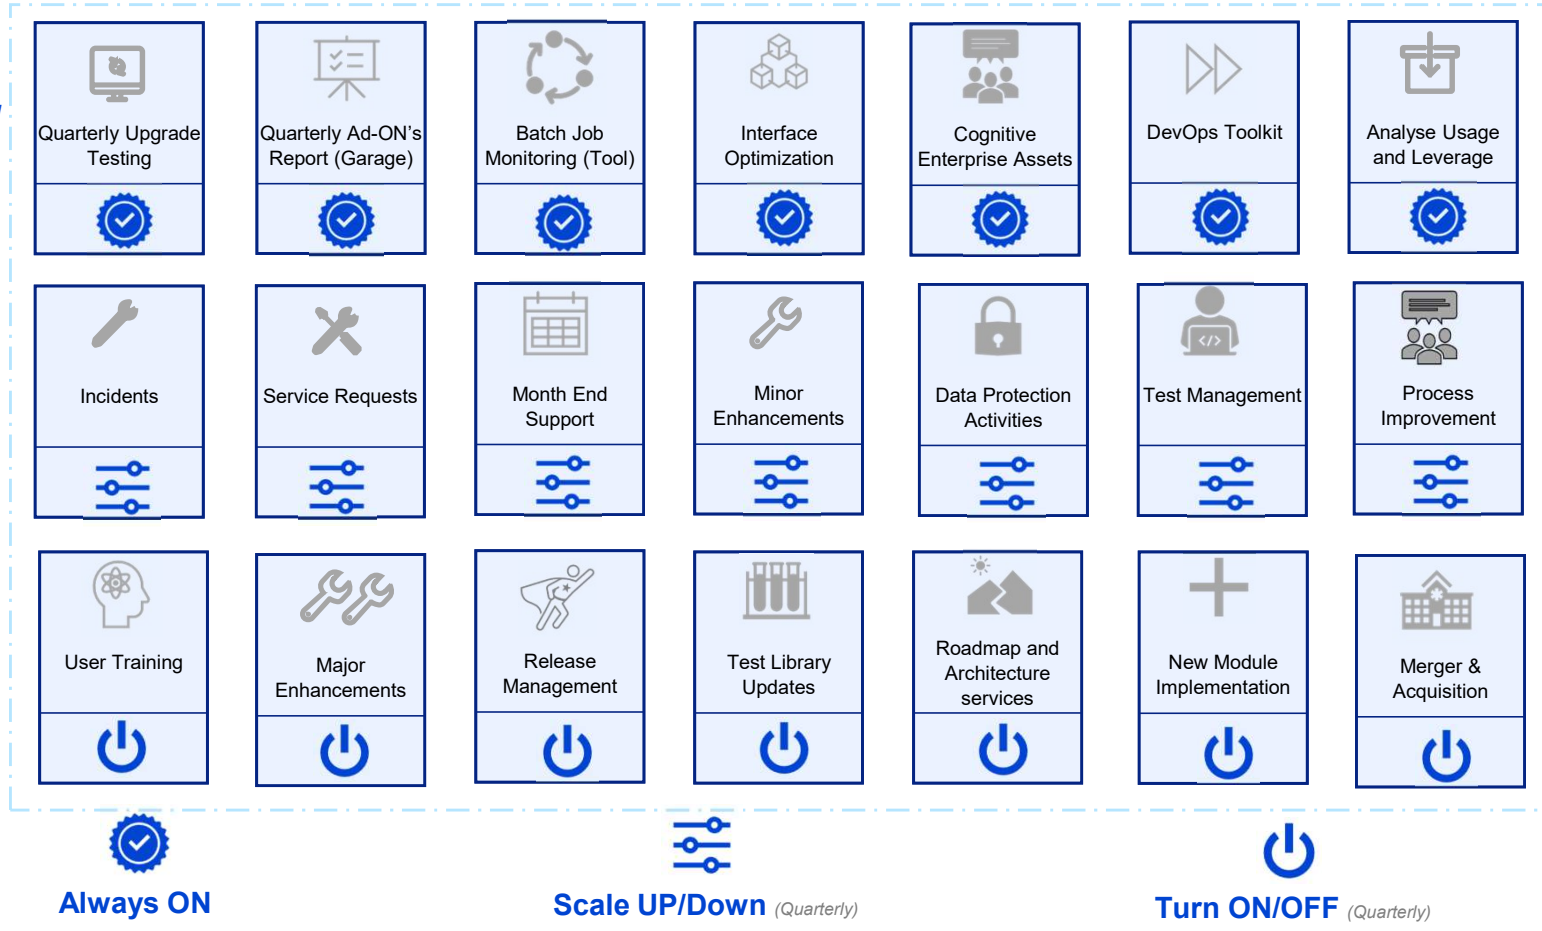 Quarterly Upgrade
Testing
Quarterly Ad-ON's
Report (Garage)
Batch Job
Monitoring (Tool)
Interface
Optimization
Cognitive
Enterprise Assets
DevOps Toolkit
Analyse Usage
and Leverage
Incidents
Service Requests
Month End
Support
Minor
Enhancements
Data Protection
Activities
Test Management
Process
Improvement
User Training
Major
Enhancements
Release
Management
Test Library
Updates
Roadmap and
Architecture
services
New Module
Implementation
Merger &
Acquisition
Always ON
Scale UP/Down (Quarterly)
Turn ON/OFF (Quarterly)